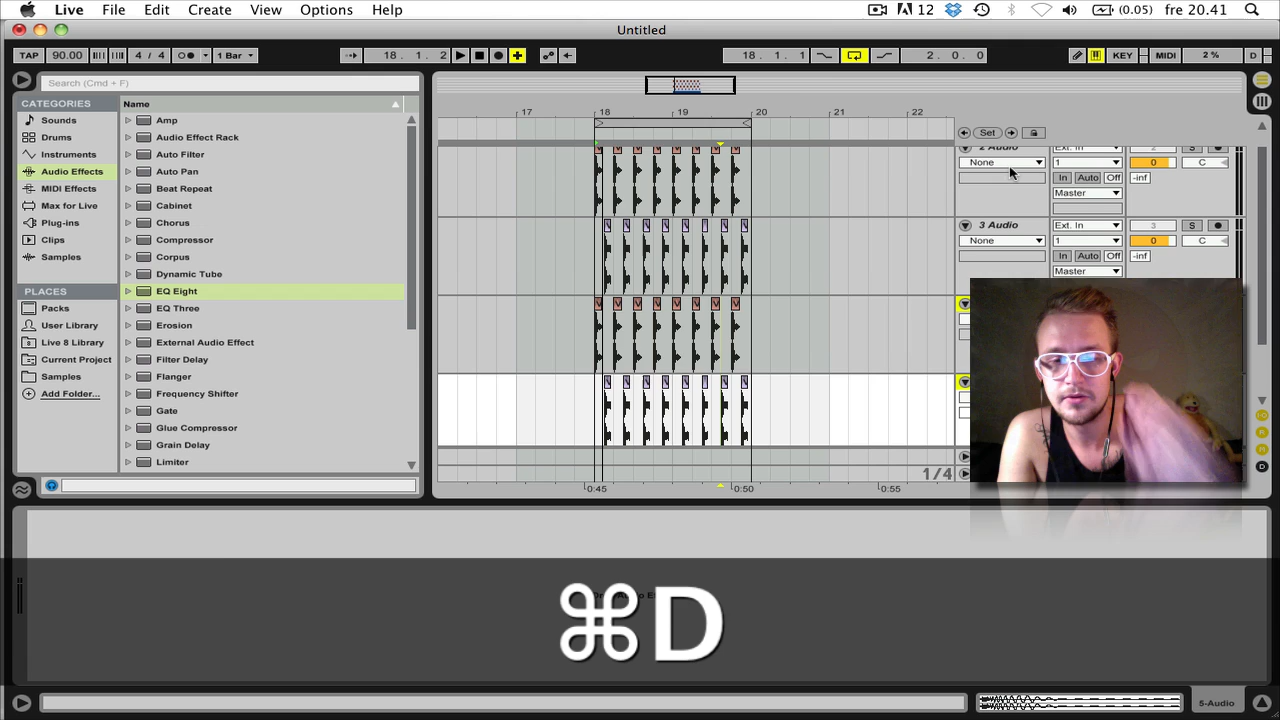 Live File Edit Create View Options Help 12 (0.05) fre 20.41
Untitled
TAP 90.00 4 / 4 1 Bar 18. 1. 2 18. 1. 1 2. 0. 0 KEY MIDI 2 % D
Search (Cmd + F)
CATEGORIES
Sounds
Drums
Instruments
Audio Effects
MIDI Effects
Max for Live
Plug-ins
Clips
Samples
PLACES
Packs
User Library
Live 8 Library
Current Project
Samples
Add Folder...
Name
Amp
Audio Effect Rack
Auto Filter
Auto Pan
Beat Repeat
Cabinet
Chorus
Compressor
Corpus
Dynamic Tube
EQ Eight
EQ Three
Erosion
External Audio Effect
Filter Delay
Flanger
Frequency Shifter
Gate
Glue Compressor
Grain Delay
Limiter
17 18 19 20 21 22
Set
2 Audio Ext. In 2 S
None 1 0 C
In Auto Off -inf
Master
3 Audio Ext. In 3 S
None 1 0 C
In Auto Off -inf
Master
1/4
0:45 0:50 0:55
⌘D
5-Audio